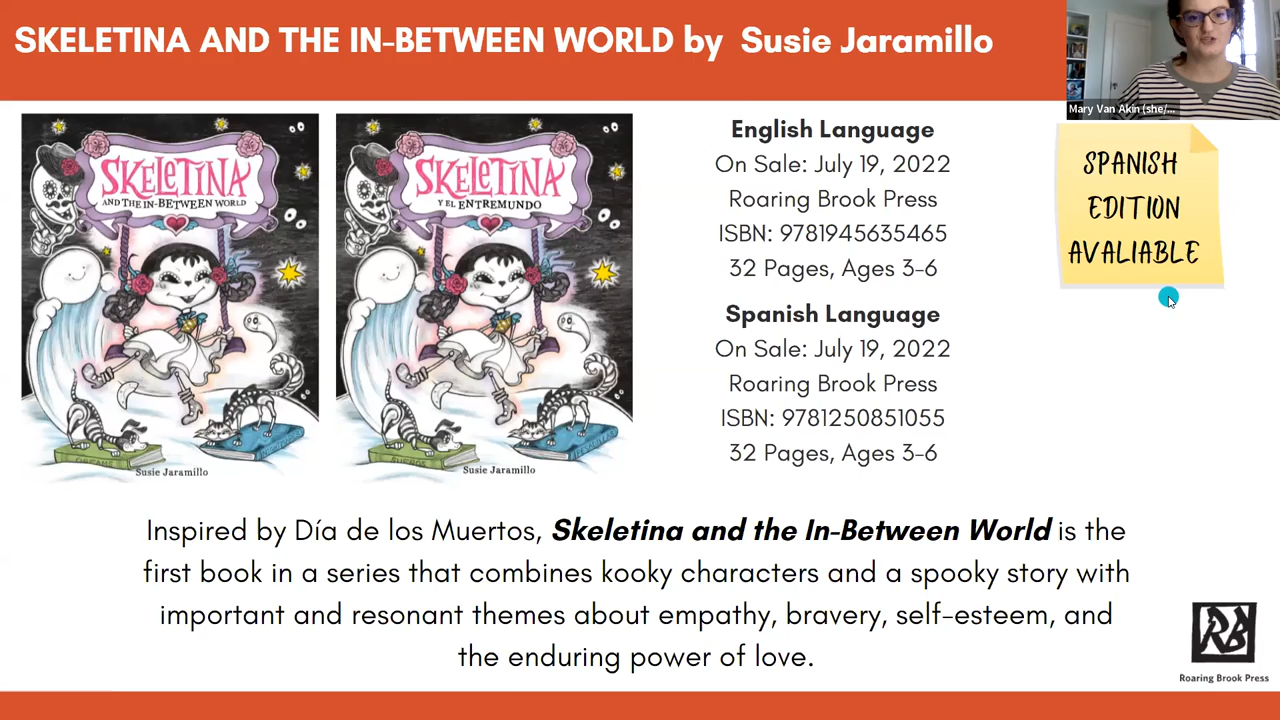 SKELETINA AND THE IN-BETWEEN WORLD by Susie Jaramillo
Mary Van Akin (she/...
SKELETINA
AND THE IN-BETWEEN WORLD
DREAMS
Susie Jaramillo
SKELETINA
Y EL ENTREMUNDO
SUEÑOS
Susie Jaramillo
English Language
On Sale: July 19, 2022
Roaring Brook Press
ISBN: 9781945635465
32 Pages, Ages 3-6
Spanish Language
On Sale: July 19, 2022
Roaring Brook Press
ISBN: 9781250851055
32 Pages, Ages 3-6
SPANISH
EDITION
AVALIABLE
Inspired by Día de los Muertos, Skeletina and the In-Between World is the
first book in a series that combines kooky characters and a spooky story with
important and resonant themes about empathy, bravery, self-esteem, and
the enduring power of love.
RB
Roaring Brook Press